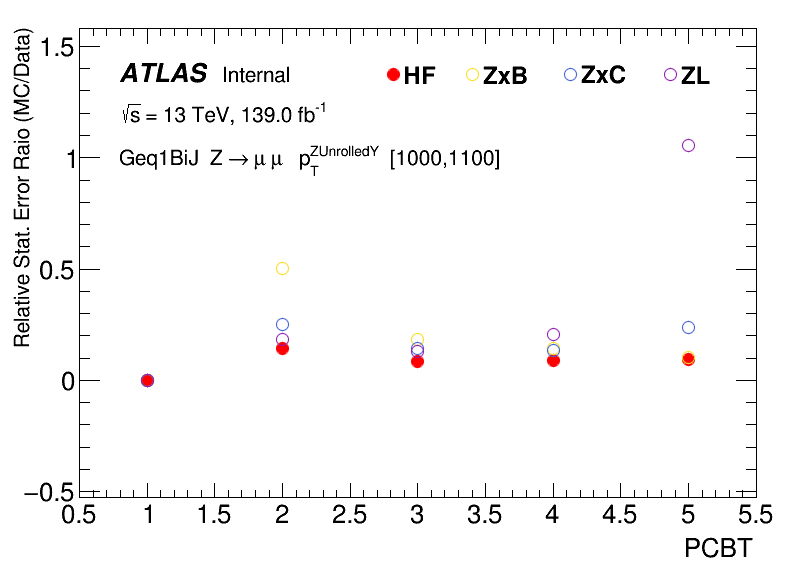 Relative Stat. Error Raio (MC/Data)
1.5
1
0.5
0
−0.5
ATLAS Internal
HF ZxB ZxC ZL
√s = 13 TeV, 139.0 fb-1
Geq1BiJ Z → μ μ pTZUnrolledY [1000,1100]
0.5 1 1.5 2 2.5 3 3.5 4 4.5 5 5.5
PCBT